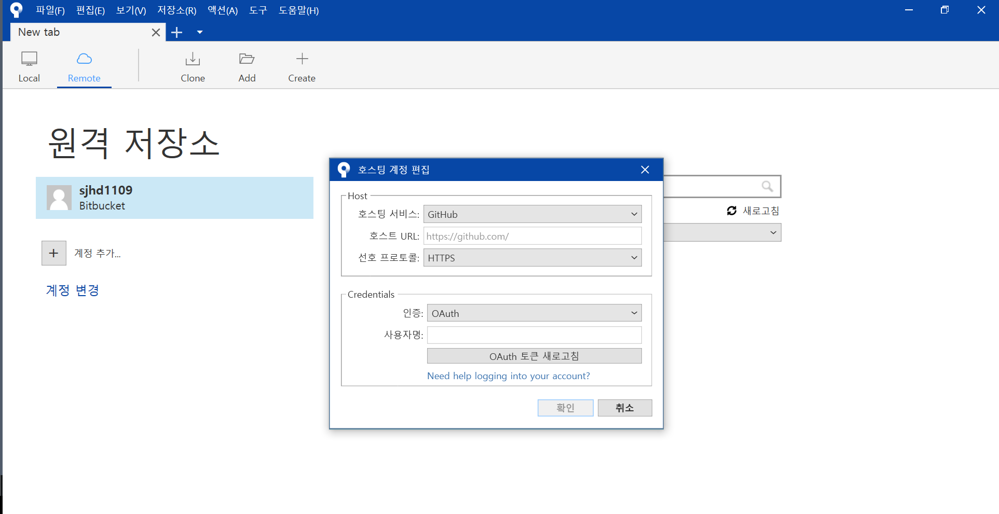 파일(F) 편집(E) 보기(V) 저장소(R) 액션(A) 도구 도움말(H)
New tab
Local Remote Clone Add Create
원격 저장소
sjhd1109
Bitbucket
계정 추가...
계정 변경
새로고침
호스팅 계정 편집
Host
호스팅 서비스: GitHub
호스트 URL: https://github.com/
선호 프로토콜: HTTPS
Credentials
인증: OAuth
사용자명:
OAuth 토큰 새로고침
Need help logging into your account?
확인 취소